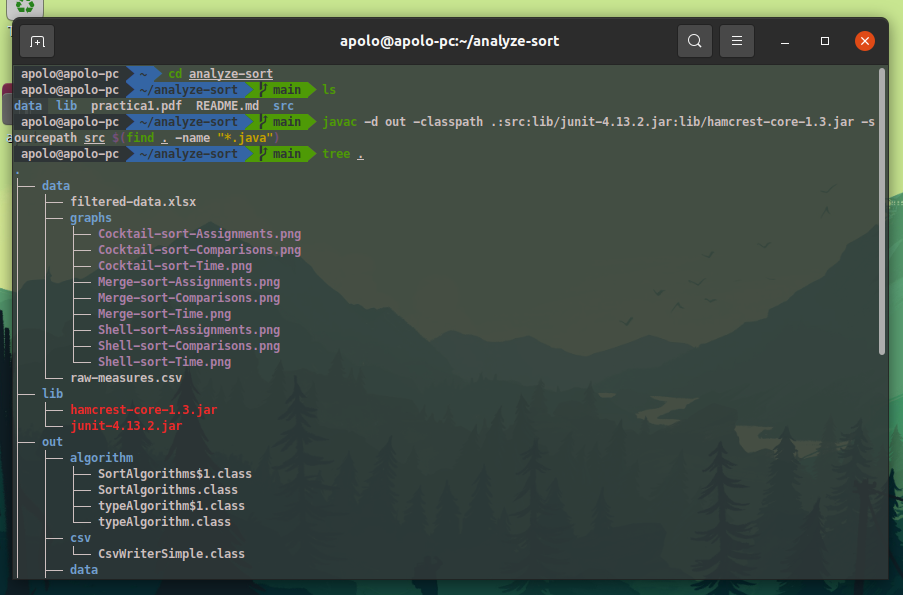 apolo@apolo-pc:~/analyze-sort
apolo@apolo-pc ~ cd analyze-sort
apolo@apolo-pc ~/analyze-sort main ls
data lib practica1.pdf README.md src
apolo@apolo-pc ~/analyze-sort main javac -d out -classpath .:src:lib/junit-4.13.2.jar:lib/hamcrest-core-1.3.jar -s
ourcepath src $(find . -name "*.java")
apolo@apolo-pc ~/analyze-sort main tree .
.
├── data
│   ├── filtered-data.xlsx
│   ├── graphs
│   │   ├── Cocktail-sort-Assignments.png
│   │   ├── Cocktail-sort-Comparisons.png
│   │   ├── Cocktail-sort-Time.png
│   │   ├── Merge-sort-Assignments.png
│   │   ├── Merge-sort-Comparisons.png
│   │   ├── Merge-sort-Time.png
│   │   ├── Shell-sort-Assignments.png
│   │   ├── Shell-sort-Comparisons.png
│   │   └── Shell-sort-Time.png
│   └── raw-measures.csv
├── lib
│   ├── hamcrest-core-1.3.jar
│   └── junit-4.13.2.jar
├── out
│   ├── algorithm
│   │   ├── SortAlgorithms$1.class
│   │   ├── SortAlgorithms.class
│   │   ├── typeAlgorithm$1.class
│   │   └── typeAlgorithm.class
│   ├── csv
│   │   └── CsvWriterSimple.class
│   ├── data